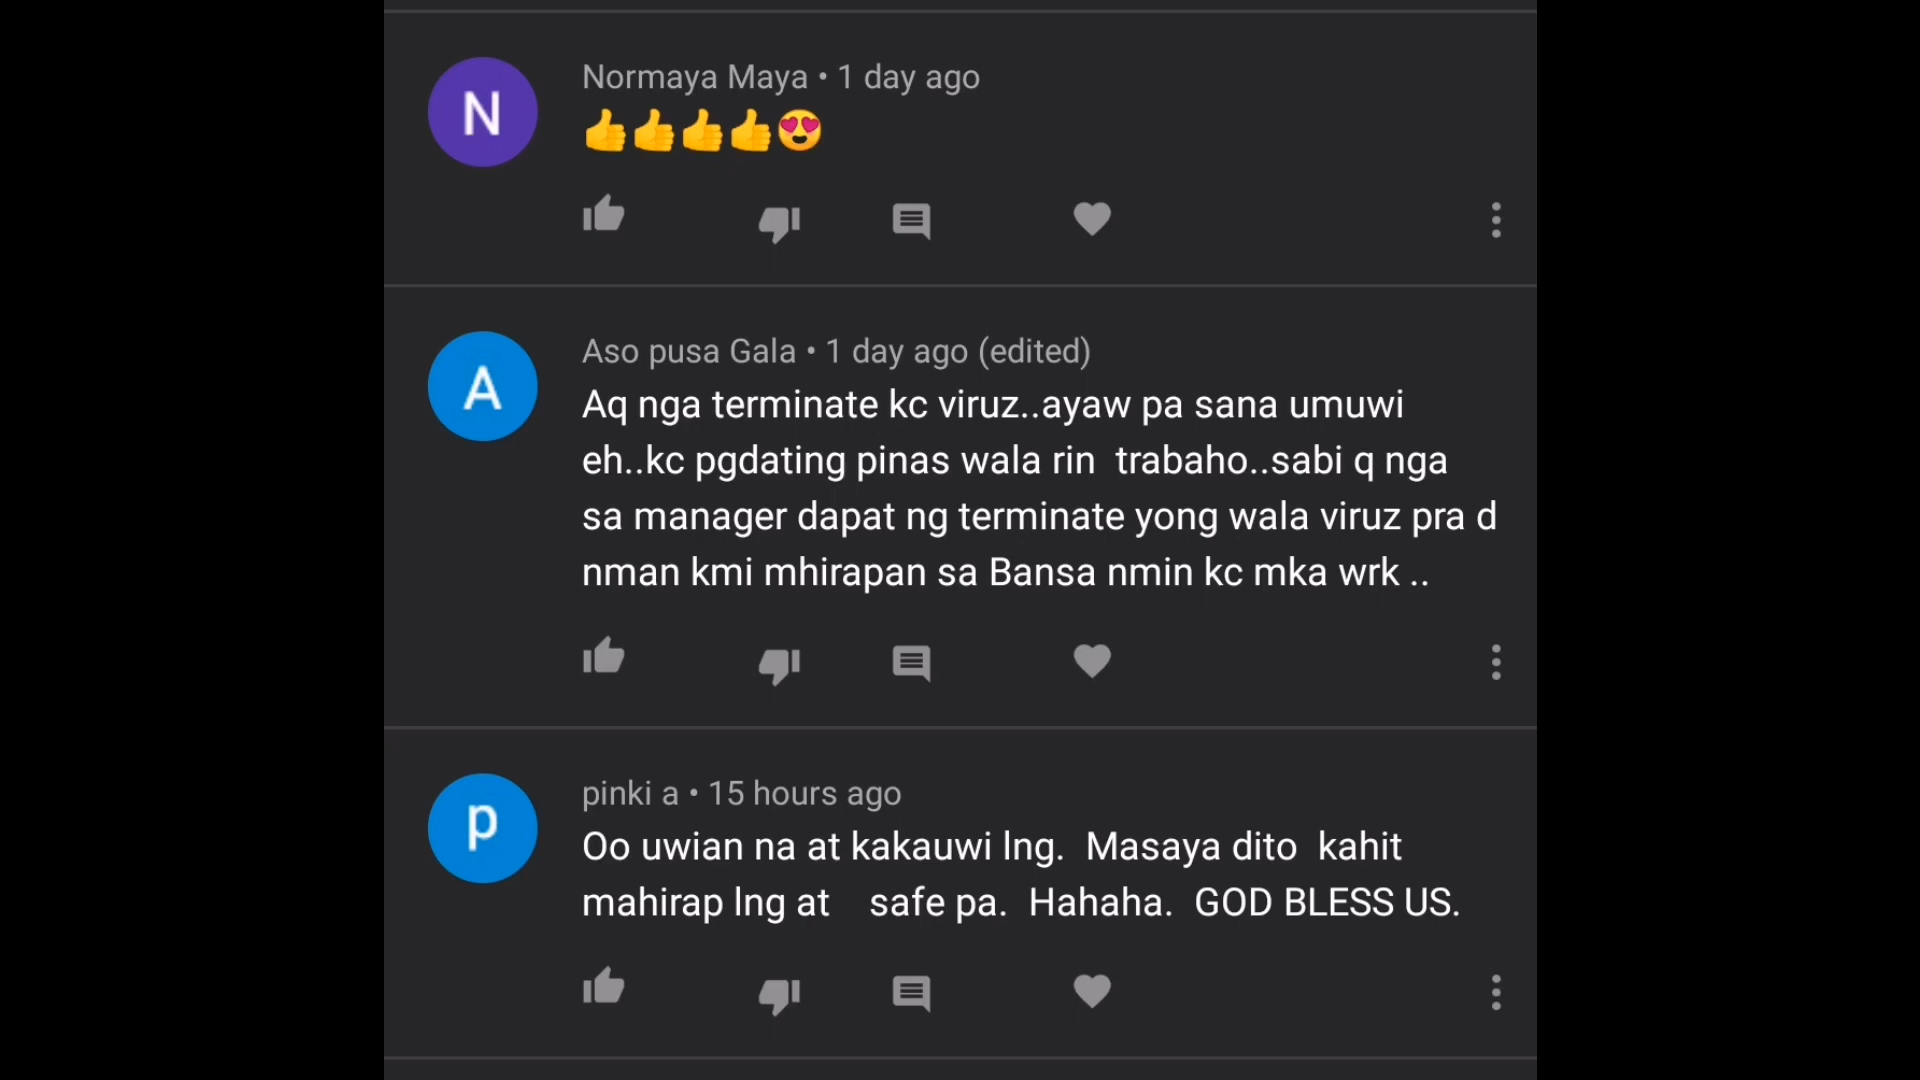 N
Normaya Maya • 1 day ago
👍👍👍👍😍
A
Aso pusa Gala • 1 day ago (edited)
Aq nga terminate kc viruz..ayaw pa sana umuwi
eh..kc pgdating pinas wala rin  trabaho..sabi q nga
sa manager dapat ng terminate yong wala viruz pra d
nman kmi mhirapan sa Bansa nmin kc mka wrk ..
p
pinki a • 15 hours ago
Oo uwian na at kakauwi lng.  Masaya dito  kahit
mahirap lng at    safe pa.  Hahaha.  GOD BLESS US.